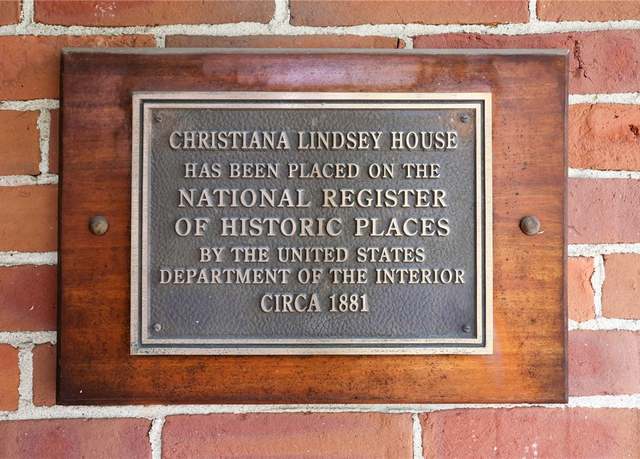 CHRISTIANA LINDSEY HOUSE
HAS BEEN PLACED ON THE
NATIONAL REGISTER
OF HISTORIC PLACES
BY THE UNITED STATES
DEPARTMENT OF THE INTERIOR
CIRCA 1881